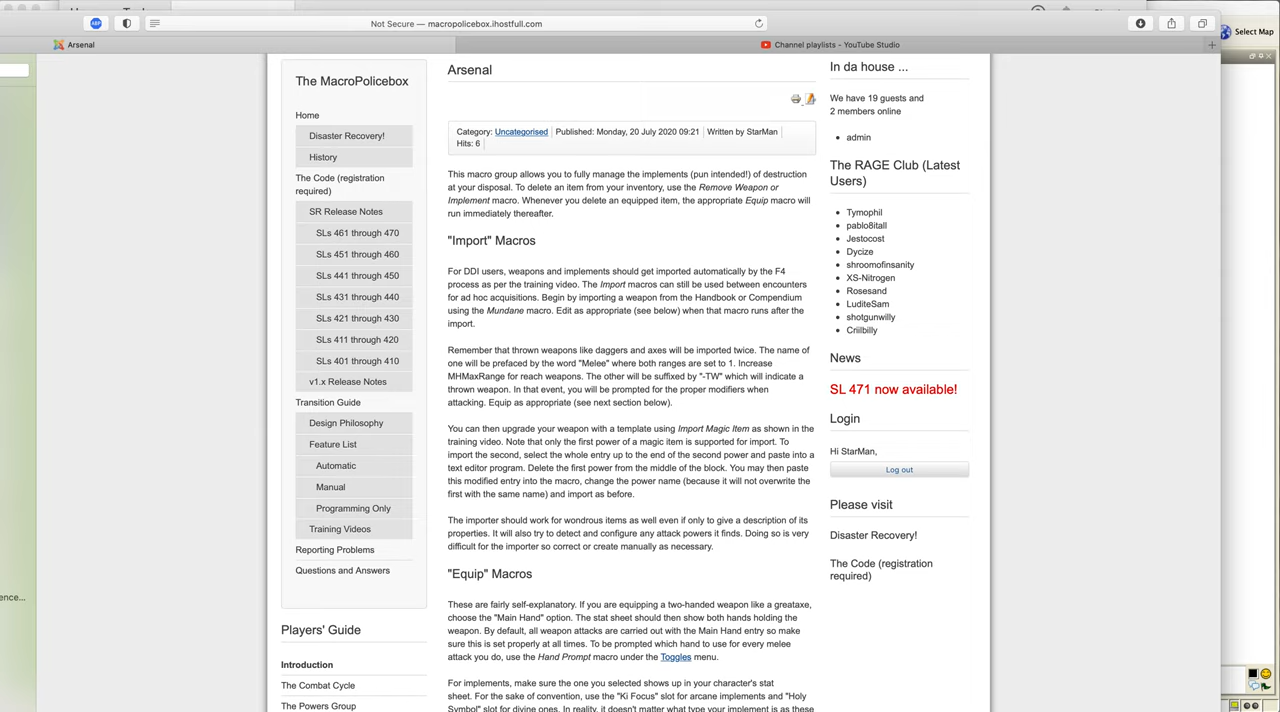 Not Secure — macropolicebox.ihostfull.com
Select Map
Arsenal
Channel playlists - YouTube Studio
The MacroPolicebox
Home
Disaster Recovery!
History
The Code (registration
required)
SR Release Notes
SLs 461 through 470
SLs 451 through 460
SLs 441 through 450
SLs 431 through 440
SLs 421 through 430
SLs 411 through 420
SLs 401 through 410
v1.x Release Notes
Transition Guide
Design Philosophy
Feature List
Automatic
Manual
Programming Only
Training Videos
Reporting Problems
Questions and Answers
Players' Guide
Introduction
The Combat Cycle
The Powers Group
ence...
Arsenal
Category: Uncategorised Published: Monday, 20 July 2020 09:21 Written by StarMan
Hits: 6
This macro group allows you to fully manage the implements (pun intended!) of destruction
at your disposal. To delete an item from your inventory, use the Remove Weapon or
Implement macro. Whenever you delete an equipped item, the appropriate Equip macro will
run immediately thereafter.
"Import" Macros
For DDI users, weapons and implements should get imported automatically by the F4
process as per the training video. The Import macros can still be used between encounters
for ad hoc acquisitions. Begin by importing a weapon from the Handbook or Compendium
using the Mundane macro. Edit as appropriate (see below) when that macro runs after the
import.
Remember that thrown weapons like daggers and axes will be imported twice. The name of
one will be prefaced by the word "Melee" where both ranges are set to 1. Increase
MHMaxRange for reach weapons. The other will be suffixed by "-TW" which will indicate a
thrown weapon. In that event, you will be prompted for the proper modifiers when
attacking. Equip as appropriate (see next section below).
You can then upgrade your weapon with a template using Import Magic Item as shown in the
training video. Note that only the first power of a magic item is supported for import. To
import the second, select the whole entry up to the end of the second power and paste into a
text editor program. Delete the first power from the middle of the block. You may then paste
this modified entry into the macro, change the power name (because it will not overwrite the
first with the same name) and import as before.
The importer should work for wondrous items as well even if only to give a description of its
properties. It will also try to detect and configure any attack powers it finds. Doing so is very
difficult for the importer so correct or create manually as necessary.
"Equip" Macros
These are fairly self-explanatory. If you are equipping a two-handed weapon like a greataxe,
choose the "Main Hand" option. The stat sheet should then show both hands holding the
weapon. By default, all weapon attacks are carried out with the Main Hand entry so make
sure this is set properly at all times. To be prompted which hand to use for every melee
attack you do, use the Hand Prompt macro under the Toggles menu.
For implements, make sure the one you selected shows up in your character's stat
sheet. For the sake of convention, use the "Ki Focus" slot for arcane implements and "Holy
Symbol" slot for divine ones. In reality, it doesn't matter what type your implement is as these
In da house ...
We have 19 guests and
2 members online
admin
The RAGE Club (Latest
Users)
Tymophil
pablo8itall
Jestocost
Dycize
shroomofinsanity
XS-Nitrogen
Rosesand
LuditeSam
shotgunwilly
Criilbilly
News
SL 471 now available!
Login
Hi StarMan,
Log out
Please visit
Disaster Recovery!
The Code (registration
required)